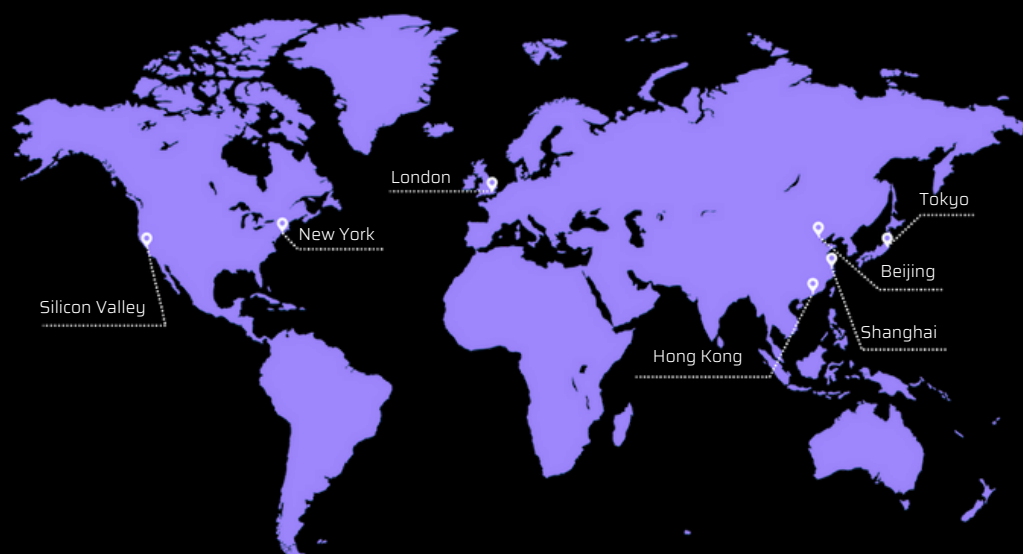 London
Tokyo
New York
Beijing
Silicon Valley
Shanghai
Hong Kong